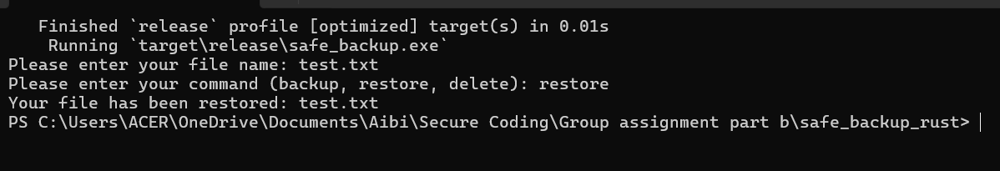 Finished `release` profile [optimized] target(s) in 0.01s
Running `target\release\safe_backup.exe`
Please enter your file name: test.txt
Please enter your command (backup, restore, delete): restore
Your file has been restored: test.txt
PS C:\Users\ACER\OneDrive\Documents\Aibi\Secure Coding\Group assignment part b\safe_backup_rust>